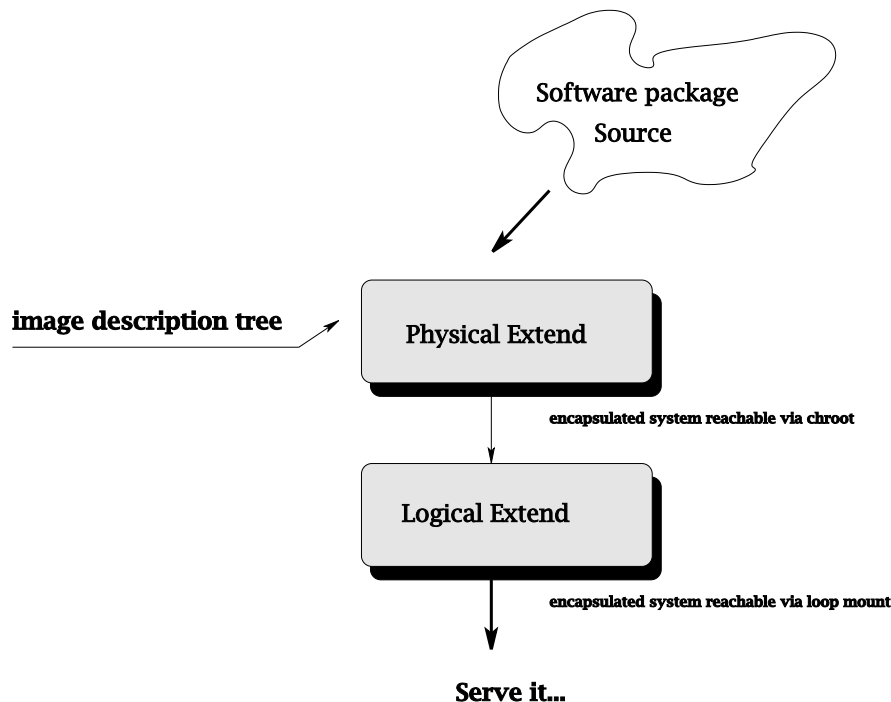 Software package
Source
image description tree
Physical Extend
encapsulated system reachable via chroot
Logical Extend
encapsulated system reachable via loop mount
Serve it...